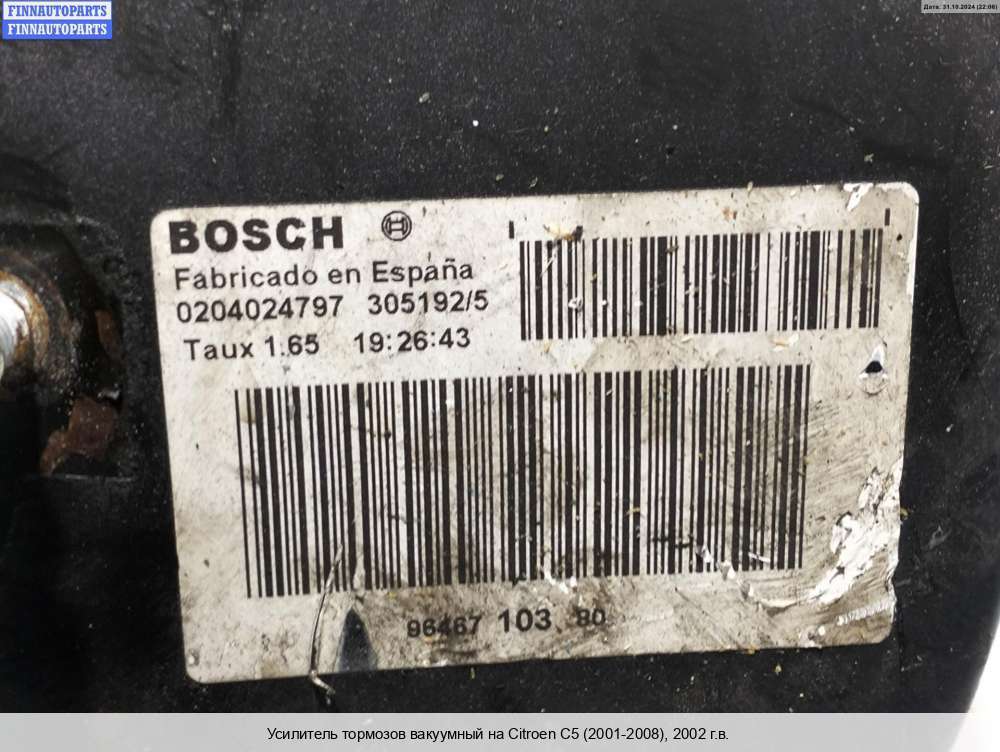 FINNAUTOPARTS
FINNAUTOPARTS
Дата: 31.10.2024 (22:06)
BOSCH
Fabricado en España
0204024797 305192/5
Taux 1.65 19:26:43
96467 103 80
Усилитель тормозов вакуумный на Citroen C5 (2001-2008), 2002 г.в.